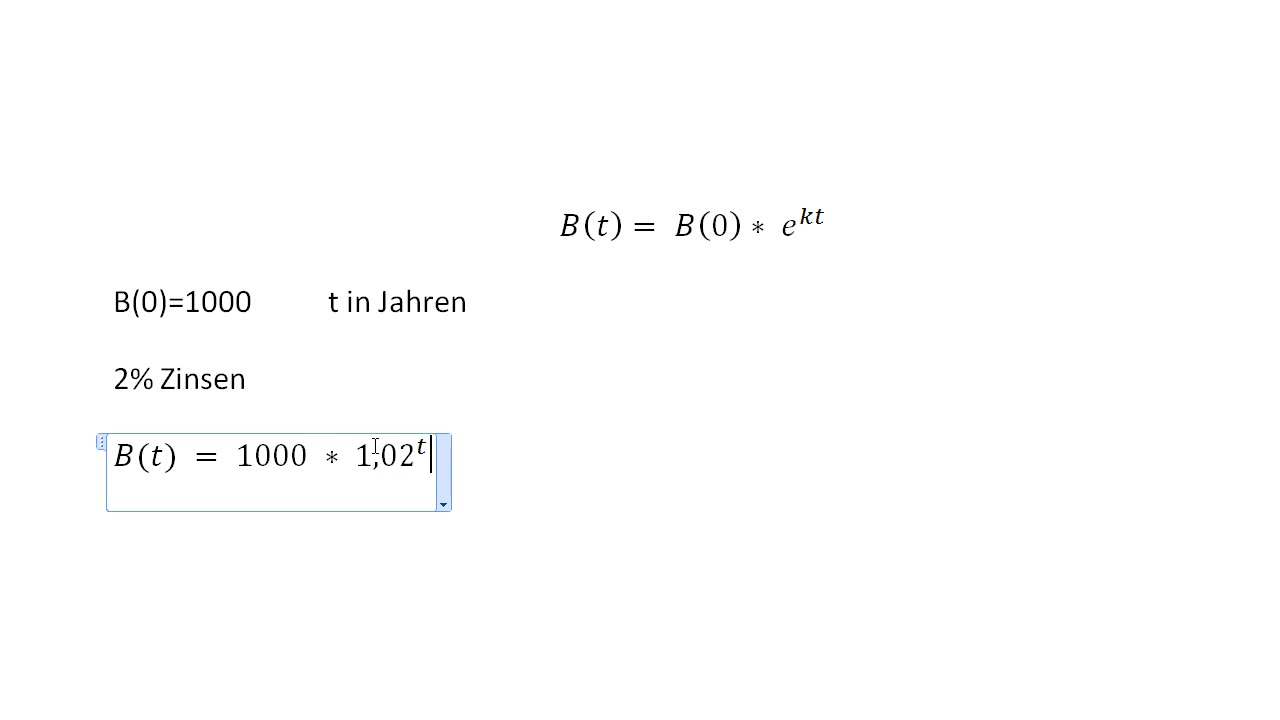 B(t) = B(0) ∗ e^{kt}
B(0)=1000 t in Jahren
2% Zinsen
B(t) = 1000 ∗ 1,02^t